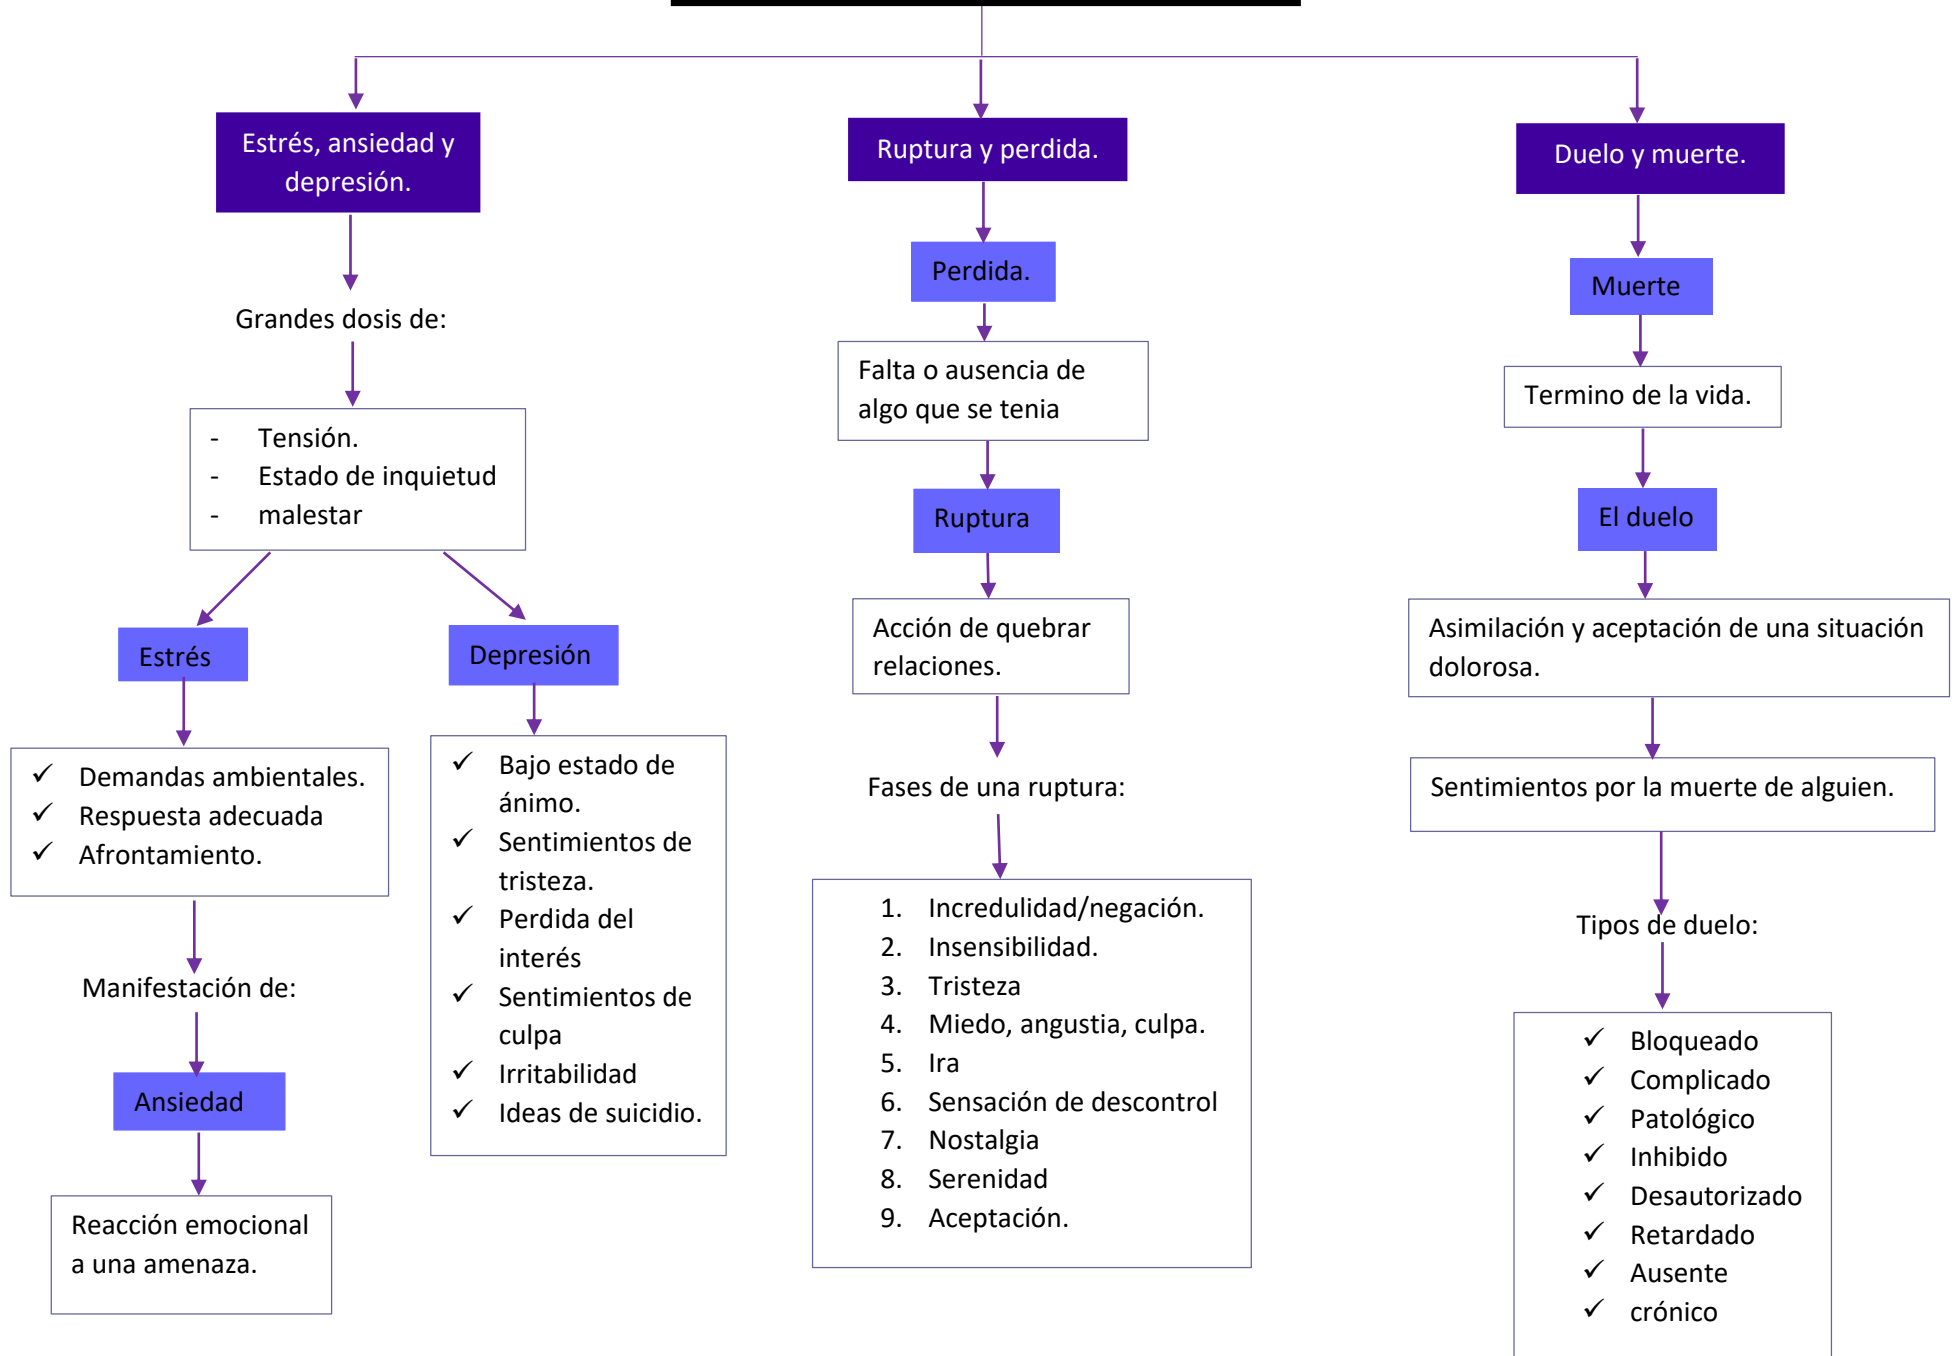 Estrés, ansiedad y
depresión.
Grandes dosis de:
- Tensión.
- Estado de inquietud
- malestar
Estrés
✓ Demandas ambientales.
✓ Respuesta adecuada
✓ Afrontamiento.
Manifestación de:
Ansiedad
Reacción emocional
a una amenaza.
Depresión
✓ Bajo estado de
ánimo.
✓ Sentimientos de
tristeza.
✓ Perdida del
interés
✓ Sentimientos de
culpa
✓ Irritabilidad
✓ Ideas de suicidio.
Ruptura y perdida.
Perdida.
Falta o ausencia de
algo que se tenia
Ruptura
Acción de quebrar
relaciones.
Fases de una ruptura:
1. Incredulidad/negación.
2. Insensibilidad.
3. Tristeza
4. Miedo, angustia, culpa.
5. Ira
6. Sensación de descontrol
7. Nostalgia
8. Serenidad
9. Aceptación.
Duelo y muerte.
Muerte
Termino de la vida.
El duelo
Asimilación y aceptación de una situación
dolorosa.
Sentimientos por la muerte de alguien.
Tipos de duelo:
✓ Bloqueado
✓ Complicado
✓ Patológico
✓ Inhibido
✓ Desautorizado
✓ Retardado
✓ Ausente
✓ crónico